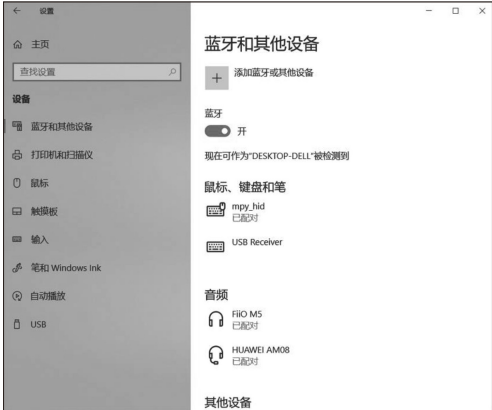 设置
主页
查找设置
设备
蓝牙和其他设备
打印机和扫描仪
鼠标
触摸板
输入
笔和 Windows Ink
自动播放
USB
蓝牙和其他设备
添加蓝牙或其他设备
蓝牙
开
现在可作为"DESKTOP-DELL"被检测到
鼠标、键盘和笔
mpy_hid
已配对
USB Receiver
音频
FiiO M5
已配对
HUAWEI AM08
已配对
其他设备